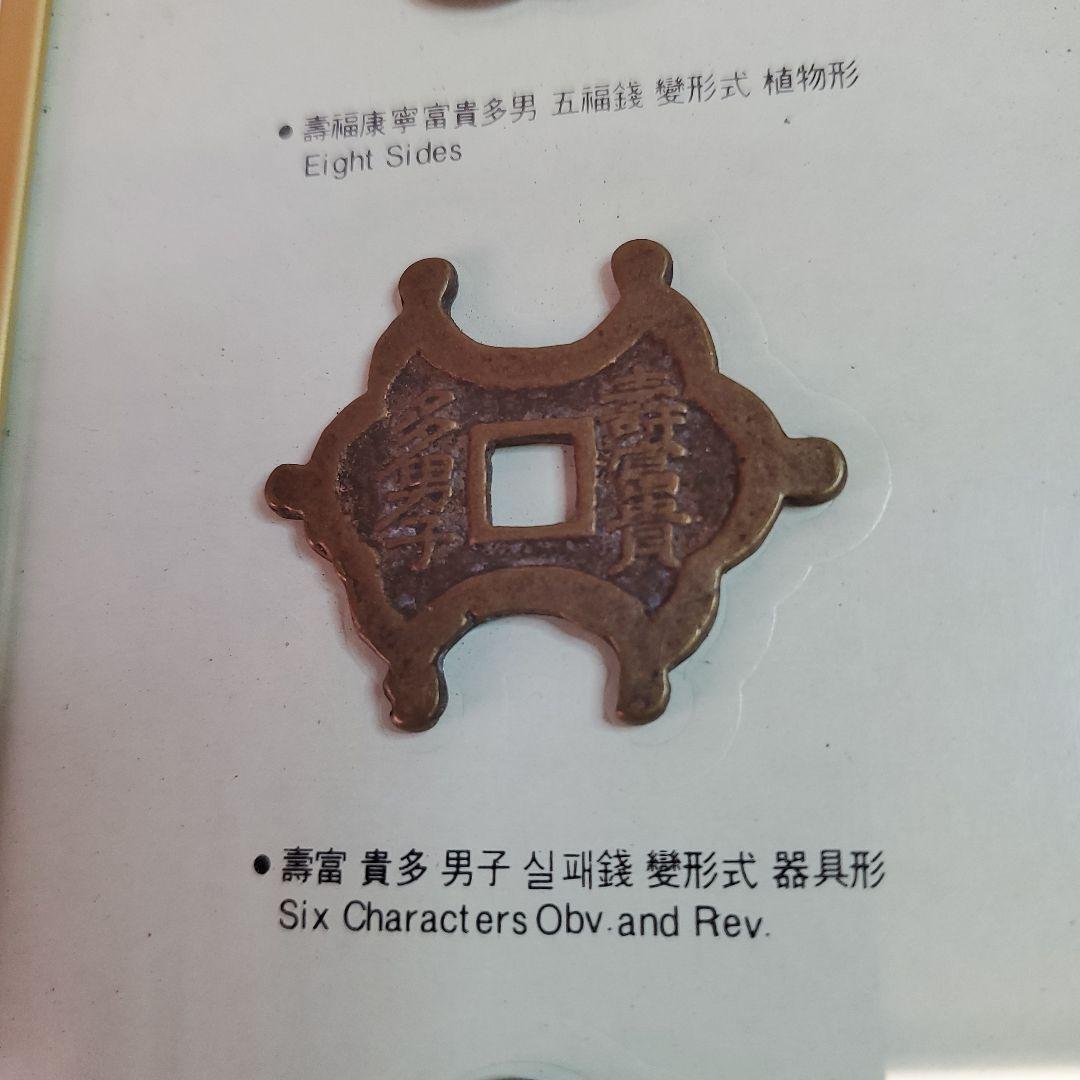 • 壽福康寧富貴多男 五福錢 變形式 植物形
Eight Sides
壽富貴
多男子
• 壽富 貴多 男子 실패錢 變形式 器具形
Six Characters Obv. and Rev.